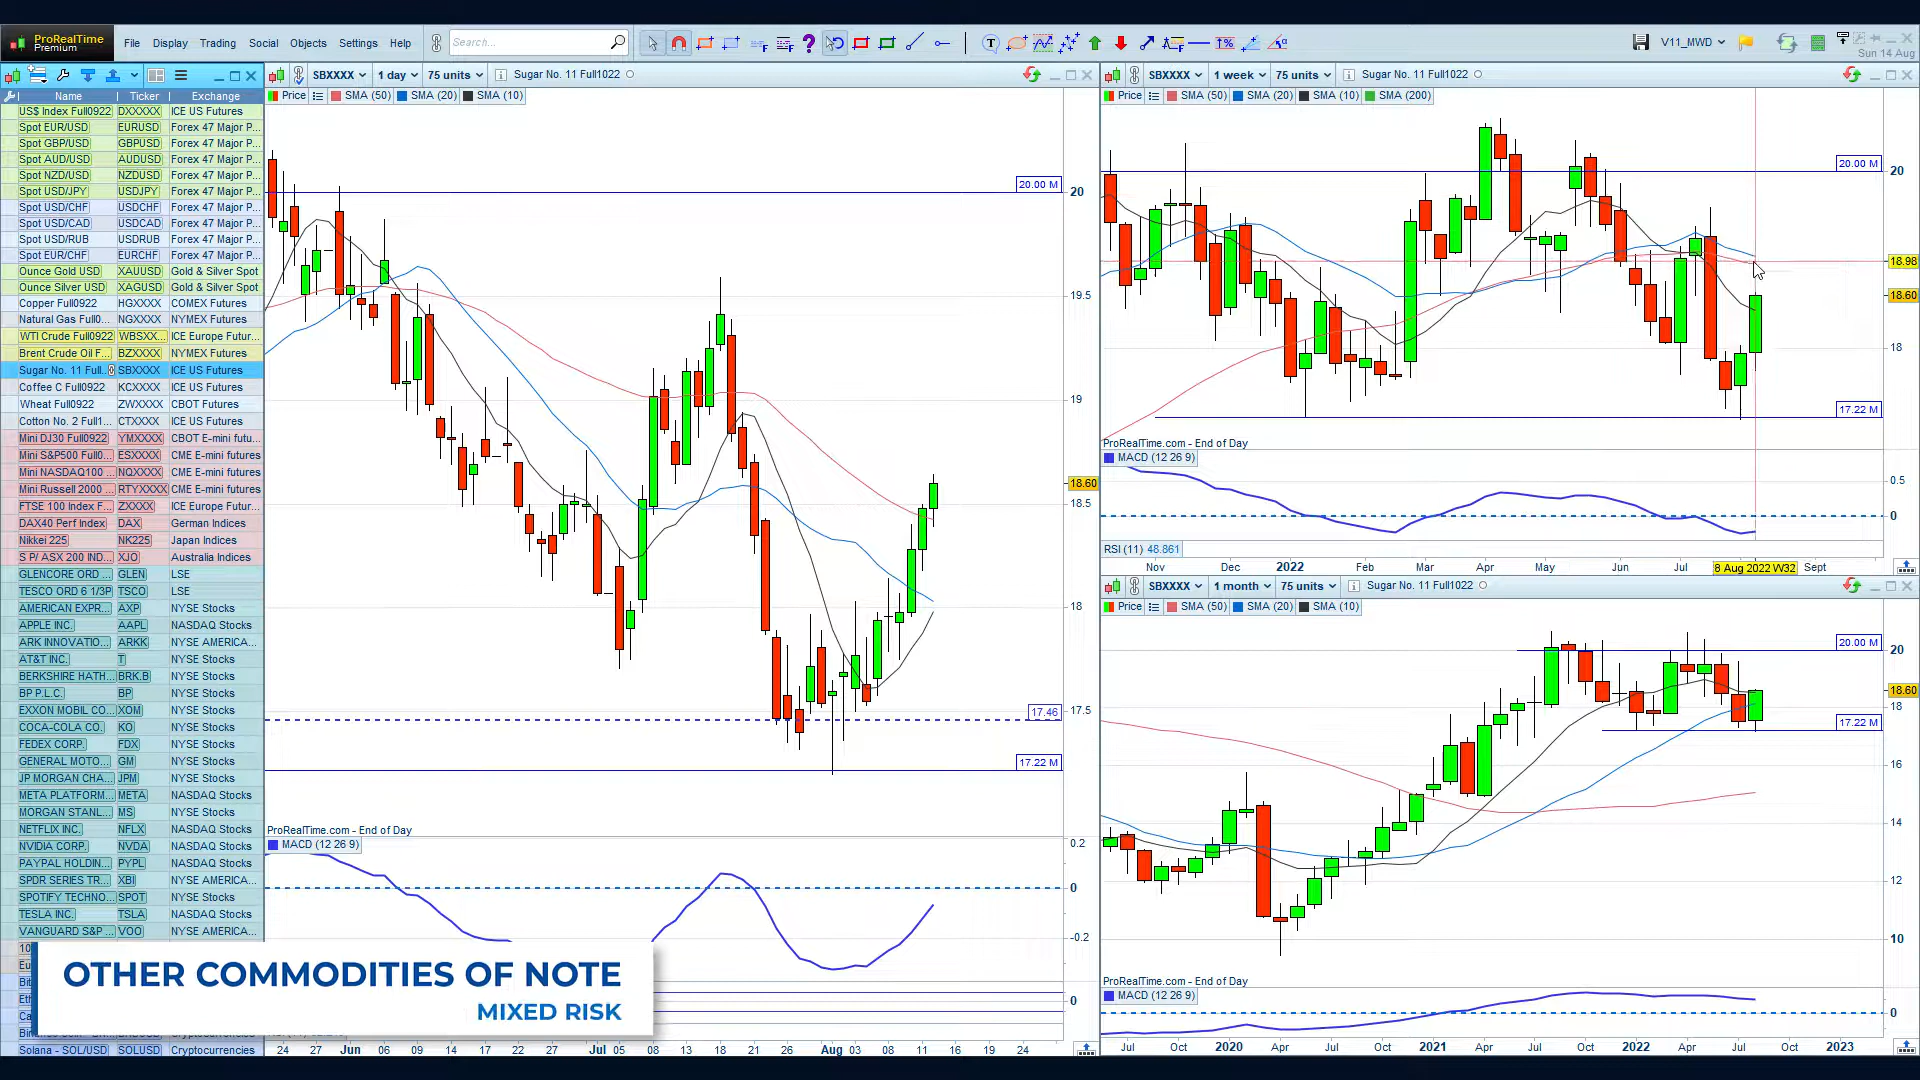 ProRealTime
Premium
File Display Trading Social Objects Settings Help
Search...
V11_MWD
Sun 14 Aug
Name Ticker Exchange
US$ Index Full0922 DXXXXX ICE US Futures
Spot EUR/USD EURUSD Forex 47 Major P...
Spot GBP/USD GBPUSD Forex 47 Major P...
Spot AUD/USD AUDUSD Forex 47 Major P...
Spot NZD/USD NZDUSD Forex 47 Major P...
Spot USD/JPY USDJPY Forex 47 Major P...
Spot USD/CHF USDCHF Forex 47 Major P...
Spot USD/CAD USDCAD Forex 47 Major P...
Spot USD/RUB USDRUB Forex 47 Major P...
Spot EUR/CHF EURCHF Forex 47 Major P...
Ounce Gold USD XAUUSD Gold & Silver Spot
Ounce Silver USD XAGUSD Gold & Silver Spot
Copper Full0922 HGXXXX COMEX Futures
Natural Gas Full0... NGXXXX NYMEX Futures
WTI Crude Full0922 WBSXX... ICE Europe Futur...
Brent Crude Oil F... BZXXXX NYMEX Futures
Sugar No. 11 Full... SBXXXX ICE US Futures
Coffee C Full0922 KCXXXX ICE US Futures
Wheat Full0922 ZWXXXX CBOT Futures
Cotton No. 2 Full1... CTXXXX ICE US Futures
Mini DJ30 Full0922 YMXXXX CBOT E-mini futu...
Mini S&P500 Full0... ESXXXX CME E-mini futures
Mini NASDAQ100 ... NQXXXX CME E-mini futures
Mini Russell 2000 ... RTYXXXX CME E-mini futures
FTSE 100 Index F... ZXXXX ICE Europe Futur...
DAX40 Perf Index DAX German Indices
Nikkei 225 NK225 Japan Indices
S P/ ASX 200 IND... XJO Australia Indices
GLENCORE ORD ... GLEN LSE
TESCO ORD 6 1/3P TSCO LSE
AMERICAN EXPR... AXP NYSE Stocks
APPLE INC. AAPL NASDAQ Stocks
ARK INNOVATIO... ARKK NYSE AMERICA...
AT&T INC. T NYSE Stocks
BERKSHIRE HATH... BRK.B NYSE Stocks
BP P.L.C. BP NYSE Stocks
EXXON MOBIL CO... XOM NYSE Stocks
COCA-COLA CO. KO NYSE Stocks
FEDEX CORP. FDX NYSE Stocks
GENERAL MOTO... GM NYSE Stocks
JP MORGAN CHA... JPM NYSE Stocks
META PLATFORM... META NASDAQ Stocks
MORGAN STANL... MS NYSE Stocks
NETFLIX INC. NFLX NASDAQ Stocks
NVIDIA CORP. NVDA NASDAQ Stocks
PAYPAL HOLDIN... PYPL NASDAQ Stocks
SPDR SERIES TR... XBI NYSE AMERICA...
SPOTIFY TECHNO... SPOT NYSE Stocks
TESLA INC. TSLA NASDAQ Stocks
VANGUARD S&P ... VOO NYSE AMERICA...
Solana - SOL/USD SOLUSD Cryptocurrencies
OTHER COMMODITIES OF NOTE
MIXED RISK
SBXXXX 1 day 75 units Sugar No. 11 Full1022
Price SMA (50) SMA (20) SMA (10)
20.00 M 20
19.5
19
18.60
18.5
18
17.46 17.5
17.22 M
ProRealTime.com - End of Day
MACD (12 26 9)
0.2
0
-0.2
0
24 27 Jun 06 09 14 17 22 27 Jul 05 08 13 18 21 26 Aug 03 08 11 16 19 24
SBXXXX 1 week 75 units Sugar No. 11 Full1022
Price SMA (50) SMA (20) SMA (10) SMA (200)
20.00 M 20
18.98
18.60
18
17.22 M
ProRealTime.com - End of Day
MACD (12 26 9)
0.5
0
RSI (11) 48.861
Nov Dec 2022 Feb Apr May Jun Jul 8 Aug 2022 W32 Sept
SBXXXX 1 month 75 units Sugar No. 11 Full1022
Price SMA (50) SMA (20) SMA (10)
20.00 M 20
18.60
18
17.22 M
16
14
12
10
ProRealTime.com - End of Day
MACD (12 26 9)
0
Jul Oct 2020 Apr Jul Oct 2021 Apr Jul Oct 2022 Apr Jul Oct 2023